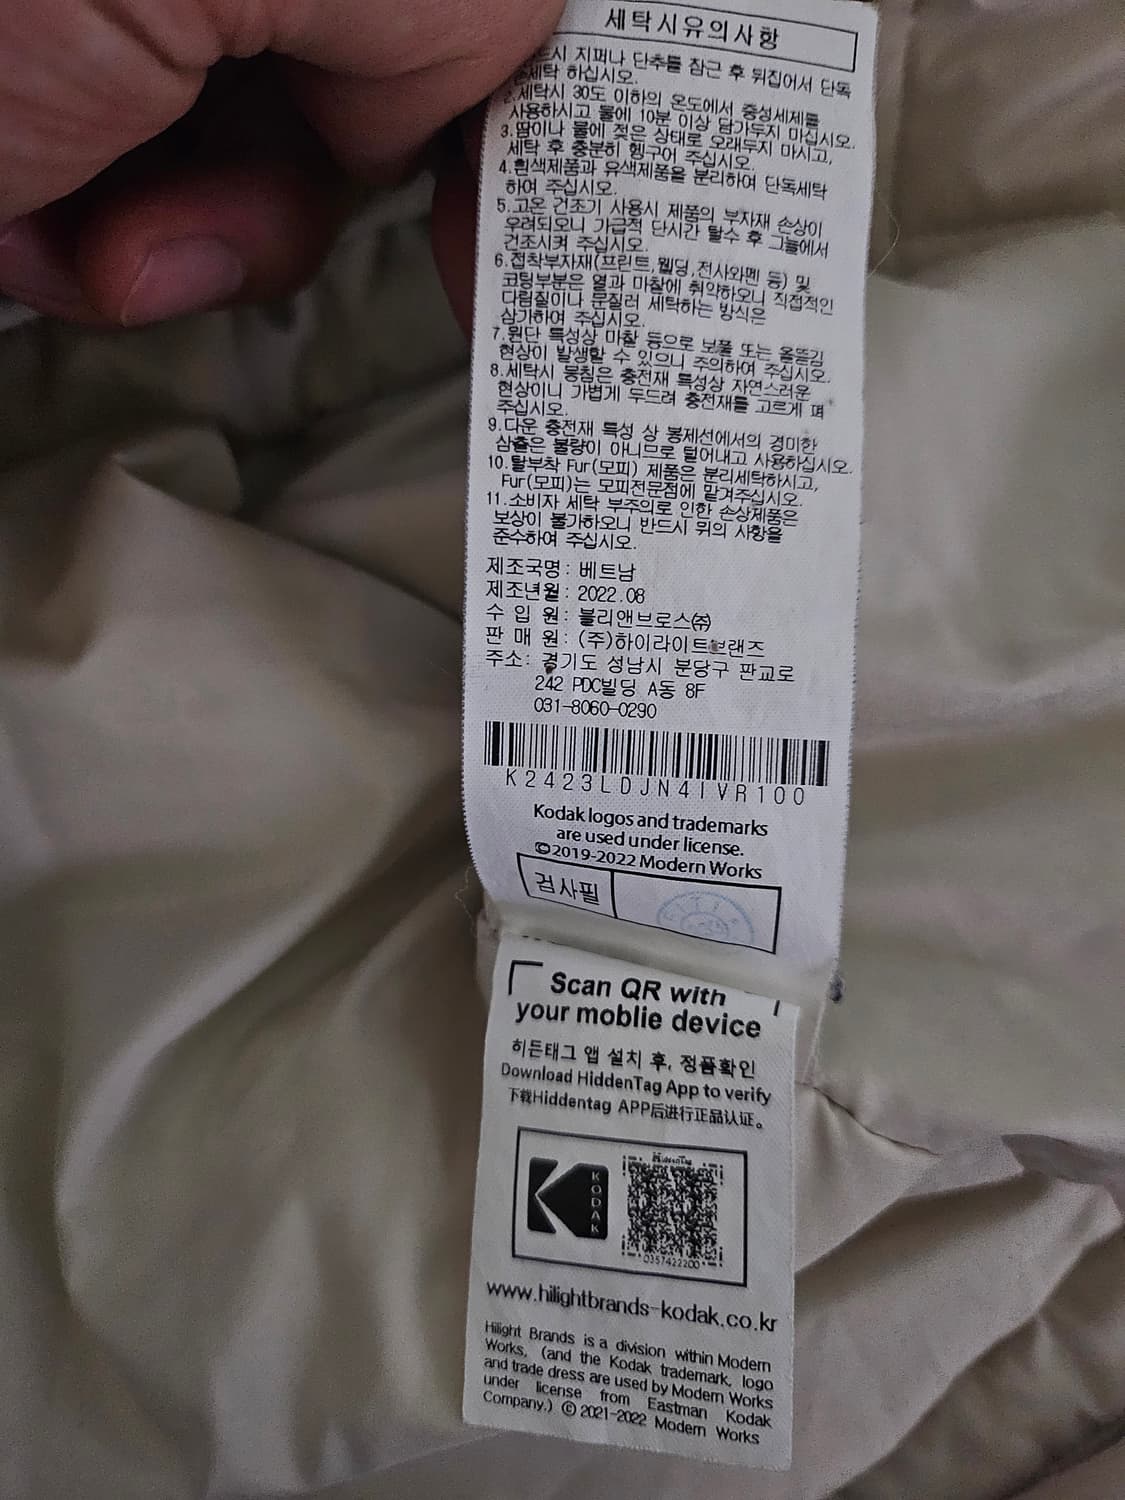 세탁시유의사항
지퍼나 단추를 잠근 후 뒤집어서 단독
손세탁 하십시오.
2.세탁시 30도 이하의 온도에서 중성세제를
사용하시고 물에 10분 이상 담가두지 마십시오.
3.땀이나 물에 젖은 상태로 오래두지 마시고,
세탁 후 충분히 헹구어 주십시오.
4.흰색제품과 유색제품을 분리하여 단독세탁
하여 주십시오.
5.고온 건조기 사용시 제품의 부자재 손상이
우려되오니 가급적 단시간 탈수 후 그늘에서
건조시켜 주십시오.
6.접착부자재(프린트,웰딩,전사와펜 등) 및
코팅부분은 열과 마찰에 취약하오니 직접적인
다림질이나 문질러 세탁하는 방식은
삼가하여 주십시오.
7.원단 특성상 마찰 등으로 보풀 또는 올뜯김
현상이 발생할 수 있으니 주의하여 주십시오.
8.세탁시 뭉침은 충전재 특성상 자연스러운
현상이니 가볍게 두드려 충전재를 고르게 펴
주십시오.
9.다운 충전재 특성 상 봉제선에서의 경미한
삼출은 불량이 아니므로 털어내고 사용하십시오.
10.탈부착 Fur(모피) 제품은 분리세탁하시고,
Fur(모피)는 모피전문점에 맡겨주십시오.
11.소비자 세탁 부주의로 인한 손상제품은
보상이 불가하오니 반드시 위의 사항을
준수하여 주십시오.
제조국명: 베트남
제조년월: 2022.08
수 입 원: 블리앤브로스㈜
판 매 원: (주)하이라이트브랜즈
주소: 경기도 성남시 분당구 판교로
242 PDC빌딩 A동 8F
031-8060-0290
K2423LDJN4IVR100
Kodak logos and trademarks
are used under license.
©2019-2022 Modern Works
검사필
Scan QR with
your moblie device
히든태그 앱 설치 후, 정품확인
Download HiddenTag App to verify
下载Hiddentag APP后进行正品认证。
HiddenTag
KODAK
0357422200
www.hilightbrands-kodak.co.kr
Hilight Brands is a division within Modern
Works, (and the Kodak trademark, logo
and trade dress are used by Modern Works
under license from Eastman Kodak
Company.) © 2021-2022 Modern Works